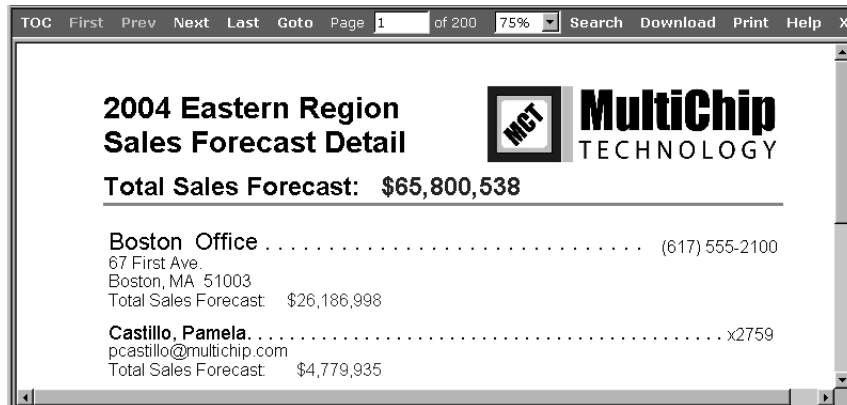 TOC First Prev Next Last Goto Page 1 of 200 75% Search Download Print Help X
2004 Eastern Region
Sales Forecast Detail
MCT
MultiChip
TECHNOLOGY
Total Sales Forecast: $65,800,538
Boston Office . . . . . . . . . . . . . . . . . . . . . . . . . . . . . . (617) 555-2100
67 First Ave.
Boston, MA 51003
Total Sales Forecast: $26,186,998
Castillo, Pamela. . . . . . . . . . . . . . . . . . . . . . . . . . . . . . . . . . . . . . . . . . . . . x2759
pcastillo@multichip.com
Total Sales Forecast: $4,779,935